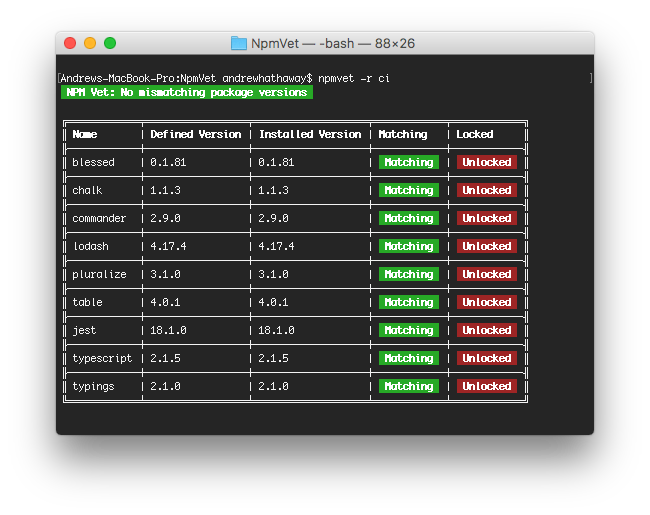 NpmVet — -bash — 88×26
[Andrews-MacBook-Pro:NpmVet andrewhathaway$ npmvet -r ci ]
NPM Vet: No mismatching package versions
Name | Defined Version | Installed Version | Matching | Locked
blessed | 0.1.81 | 0.1.81 | Matching | Unlocked
chalk | 1.1.3 | 1.1.3 | Matching | Unlocked
commander | 2.9.0 | 2.9.0 | Matching | Unlocked
lodash | 4.17.4 | 4.17.4 | Matching | Unlocked
pluralize | 3.1.0 | 3.1.0 | Matching | Unlocked
table | 4.0.1 | 4.0.1 | Matching | Unlocked
jest | 18.1.0 | 18.1.0 | Matching | Unlocked
typescript | 2.1.5 | 2.1.5 | Matching | Unlocked
typings | 2.1.0 | 2.1.0 | Matching | Unlocked